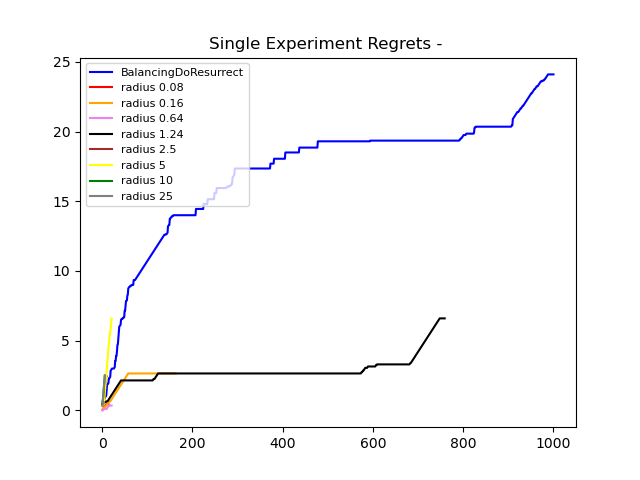 Single Experiment Regrets -
25
20
15
10
5
0
BalancingDoResurrect
radius 0.08
radius 0.16
radius 0.64
radius 1.24
radius 2.5
radius 5
radius 10
radius 25
0 200 400 600 800 1000